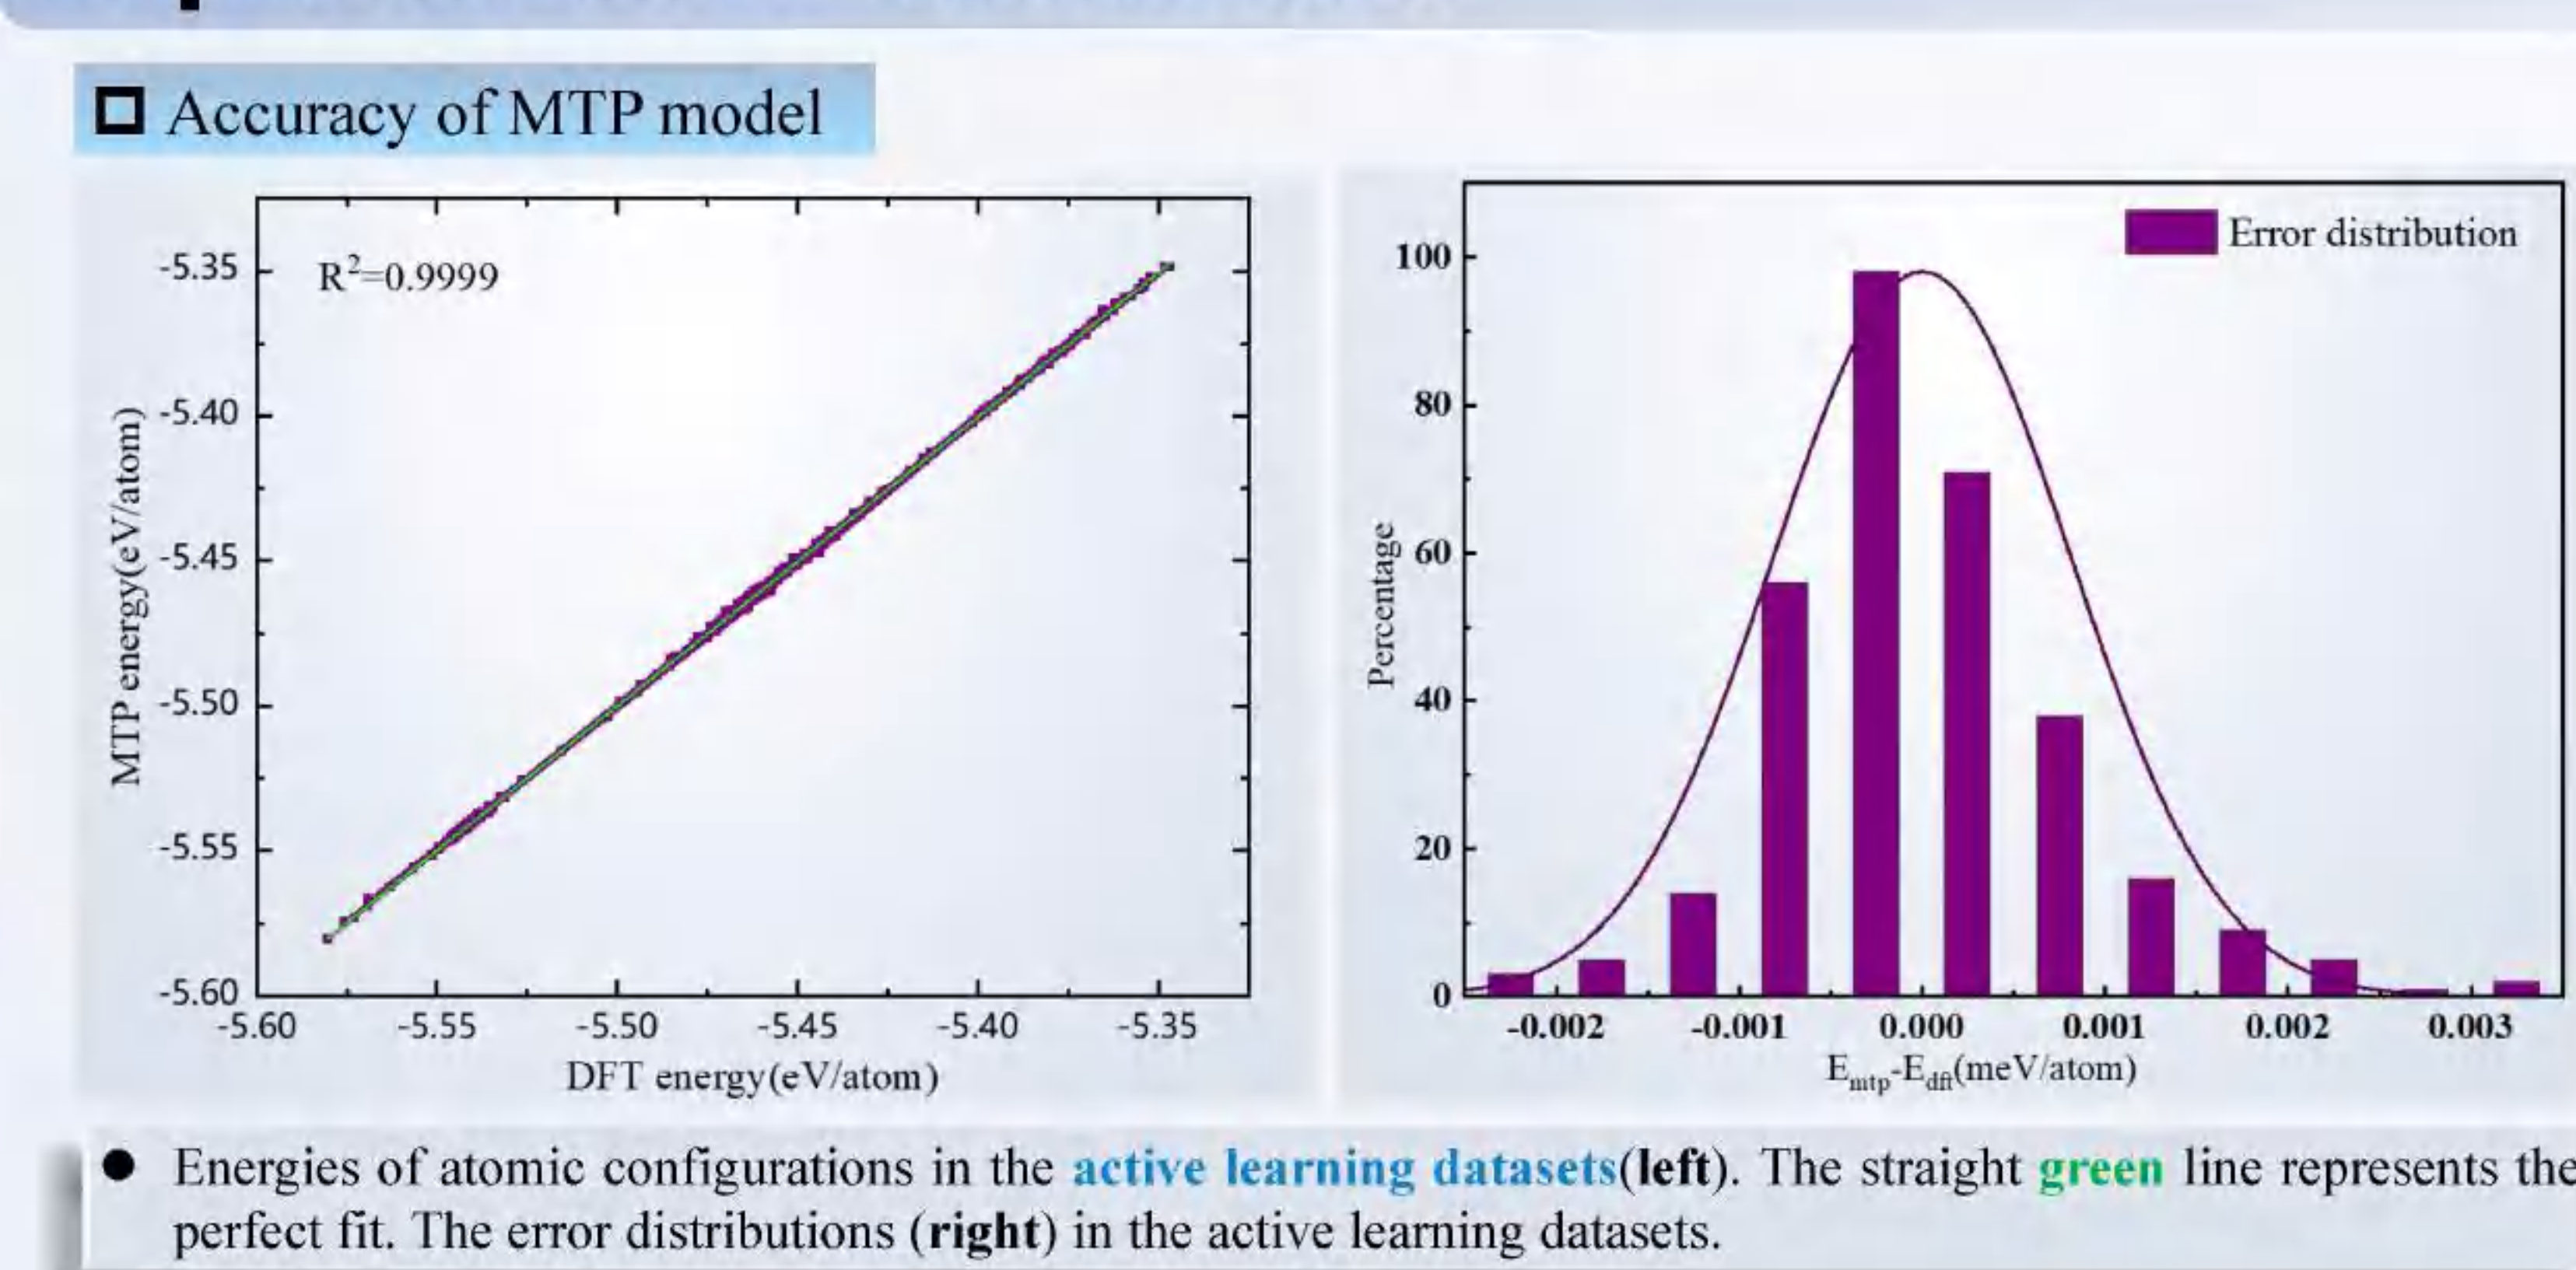 Accuracy of MTP model
R²=0.9999
MTP energy(eV/atom)
-5.35
-5.40
-5.45
-5.50
-5.55
-5.60
-5.60 -5.55 -5.50 -5.45 -5.40 -5.35
DFT energy(eV/atom)
Error distribution
Percentage
100
80
60
40
20
0
-0.002 -0.001 0.000 0.001 0.002 0.003
Emtp-Edft(meV/atom)
● Energies of atomic configurations in the active learning datasets(left). The straight green line represents the
perfect fit. The error distributions (right) in the active learning datasets.